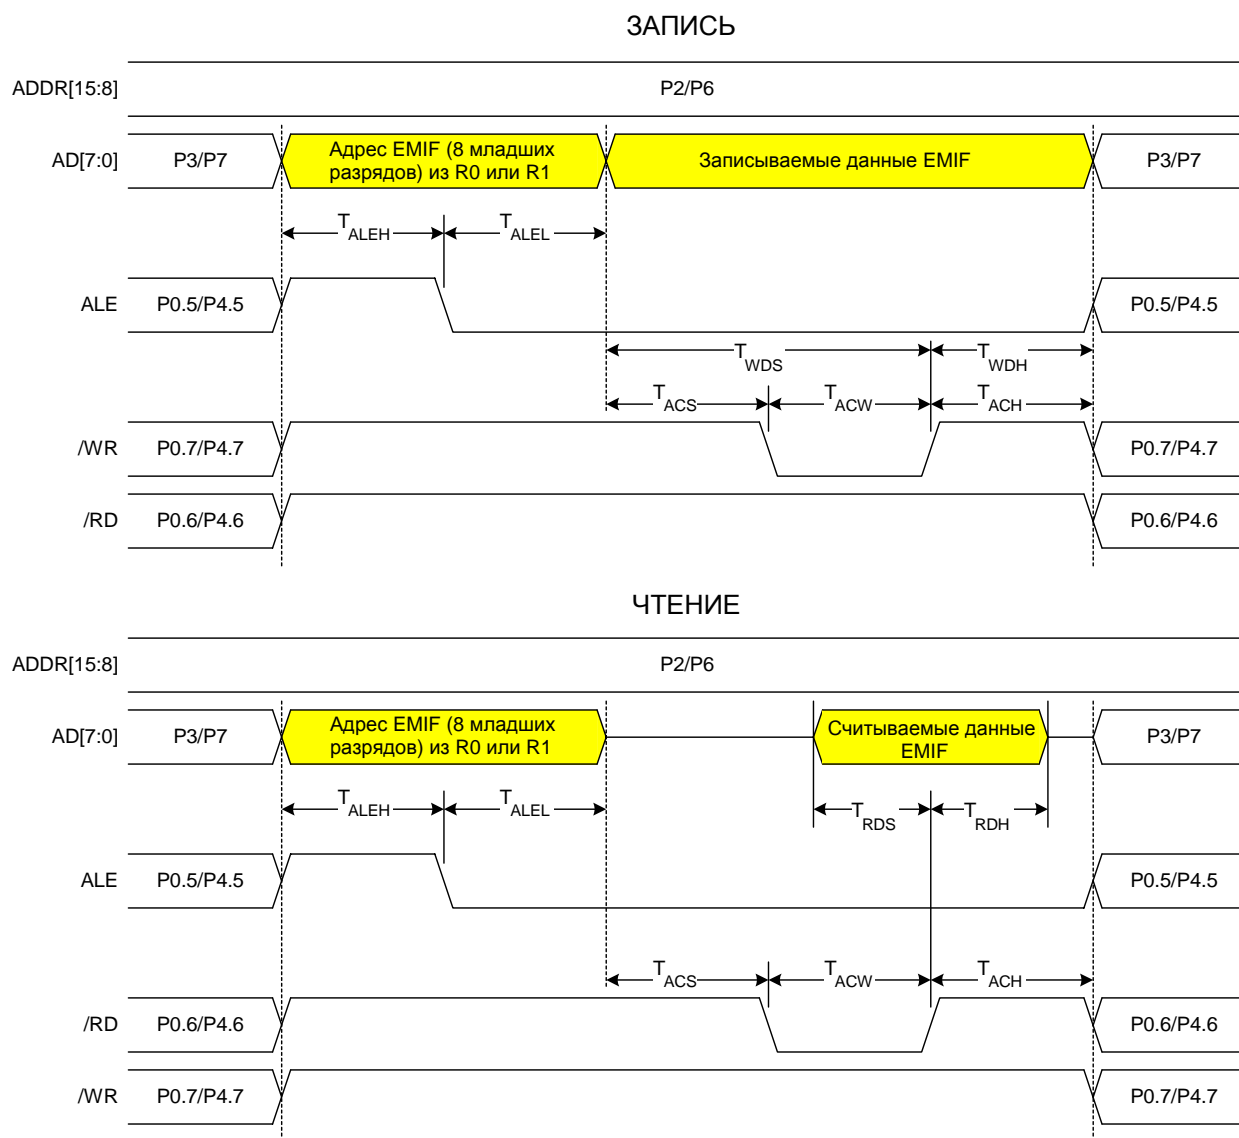 ЗАПИСЬ
ADDR[15:8] P2/P6
AD[7:0] P3/P7 Адрес EMIF (8 младших разрядов) из R0 или R1 Записываемые данные EMIF P3/P7
TALEH TALEL
ALE P0.5/P4.5 P0.5/P4.5
TWDS TWDH
TACS TACW TACH
/WR P0.7/P4.7 P0.7/P4.7
/RD P0.6/P4.6 P0.6/P4.6
ЧТЕНИЕ
ADDR[15:8] P2/P6
AD[7:0] P3/P7 Адрес EMIF (8 младших разрядов) из R0 или R1 Считываемые данные EMIF P3/P7
TALEH TALEL TRDS TRDH
ALE P0.5/P4.5 P0.5/P4.5
TACS TACW TACH
/RD P0.6/P4.6 P0.6/P4.6
/WR P0.7/P4.7 P0.7/P4.7